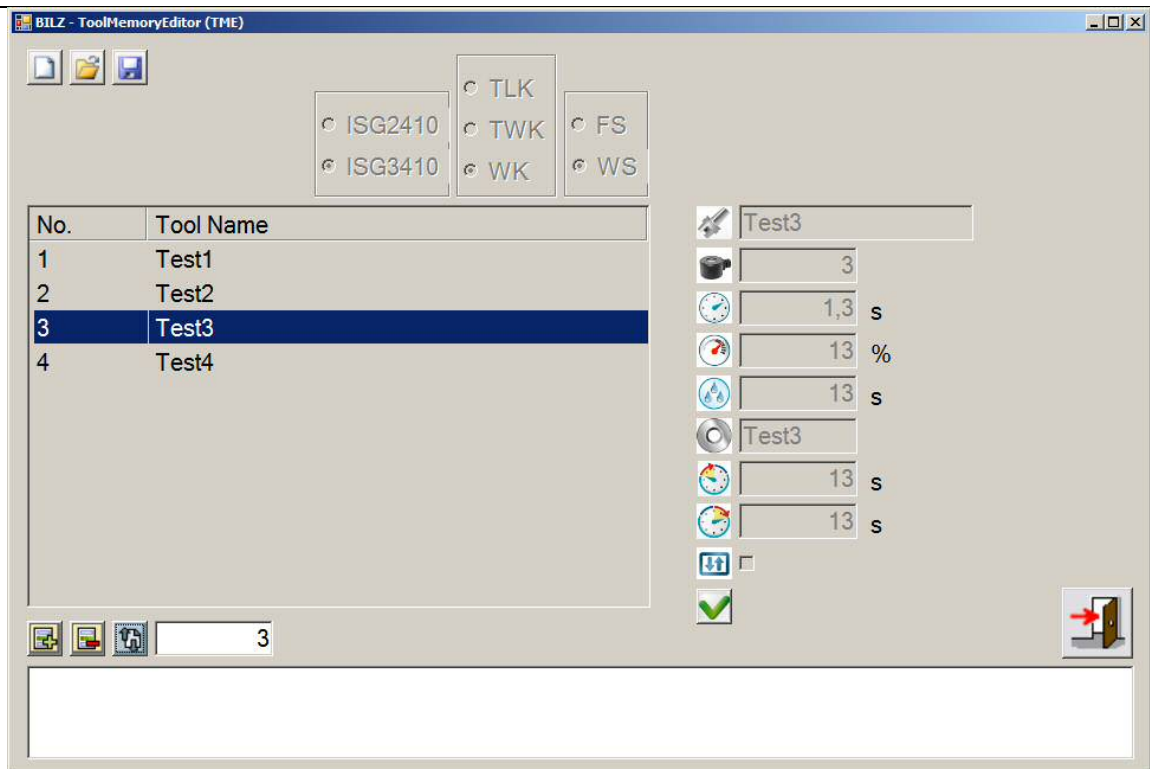 BILZ - ToolMemoryEditor (TME)
TLK
ISG2410 TWK FS
ISG3410 WK WS
No. Tool Name
1 Test1
2 Test2
3 Test3
4 Test4
Test3
3
1,3 s
13 %
13 s
Test3
13 s
13 s
3